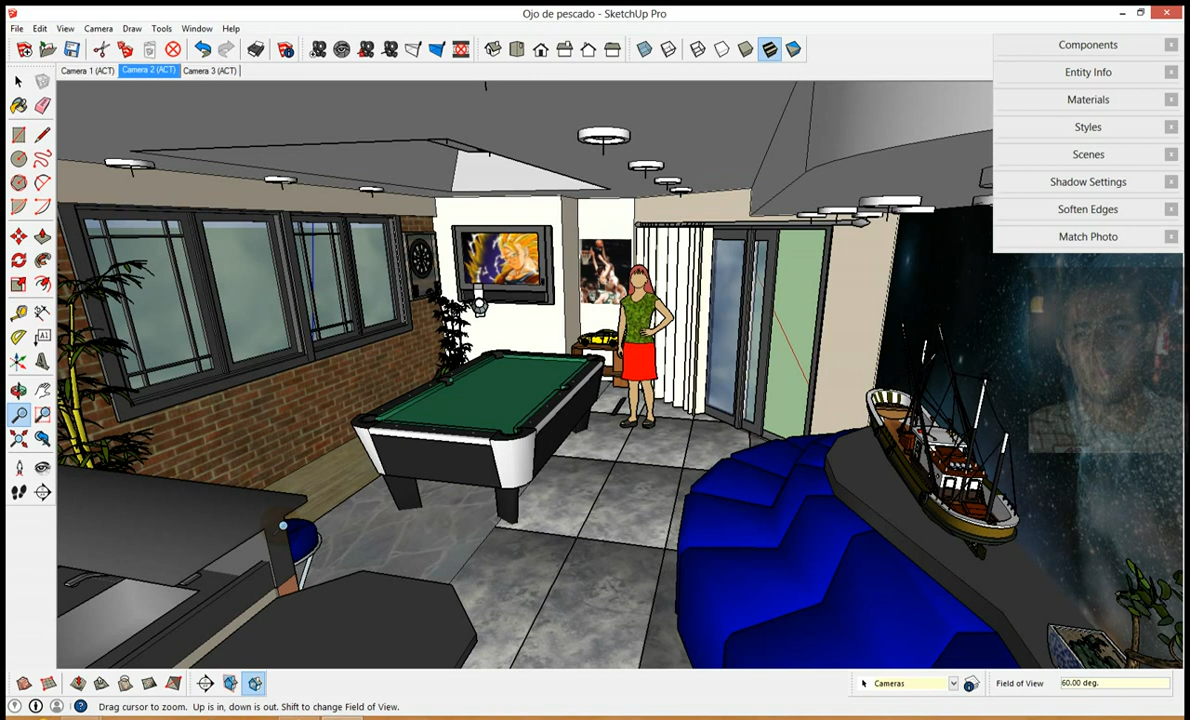 Ojo de pescado - SketchUp Pro
File Edit View Camera Draw Tools Window Help
Camera 1 (ACT) Camera 2 (ACT) Camera 3 (ACT)
Components
Entity Info
Materials
Styles
Scenes
Shadow Settings
Soften Edges
Match Photo
A1
Cameras
Field of View 60.00 deg.
Drag cursor to zoom. Up is in, down is out. Shift to change Field of View.